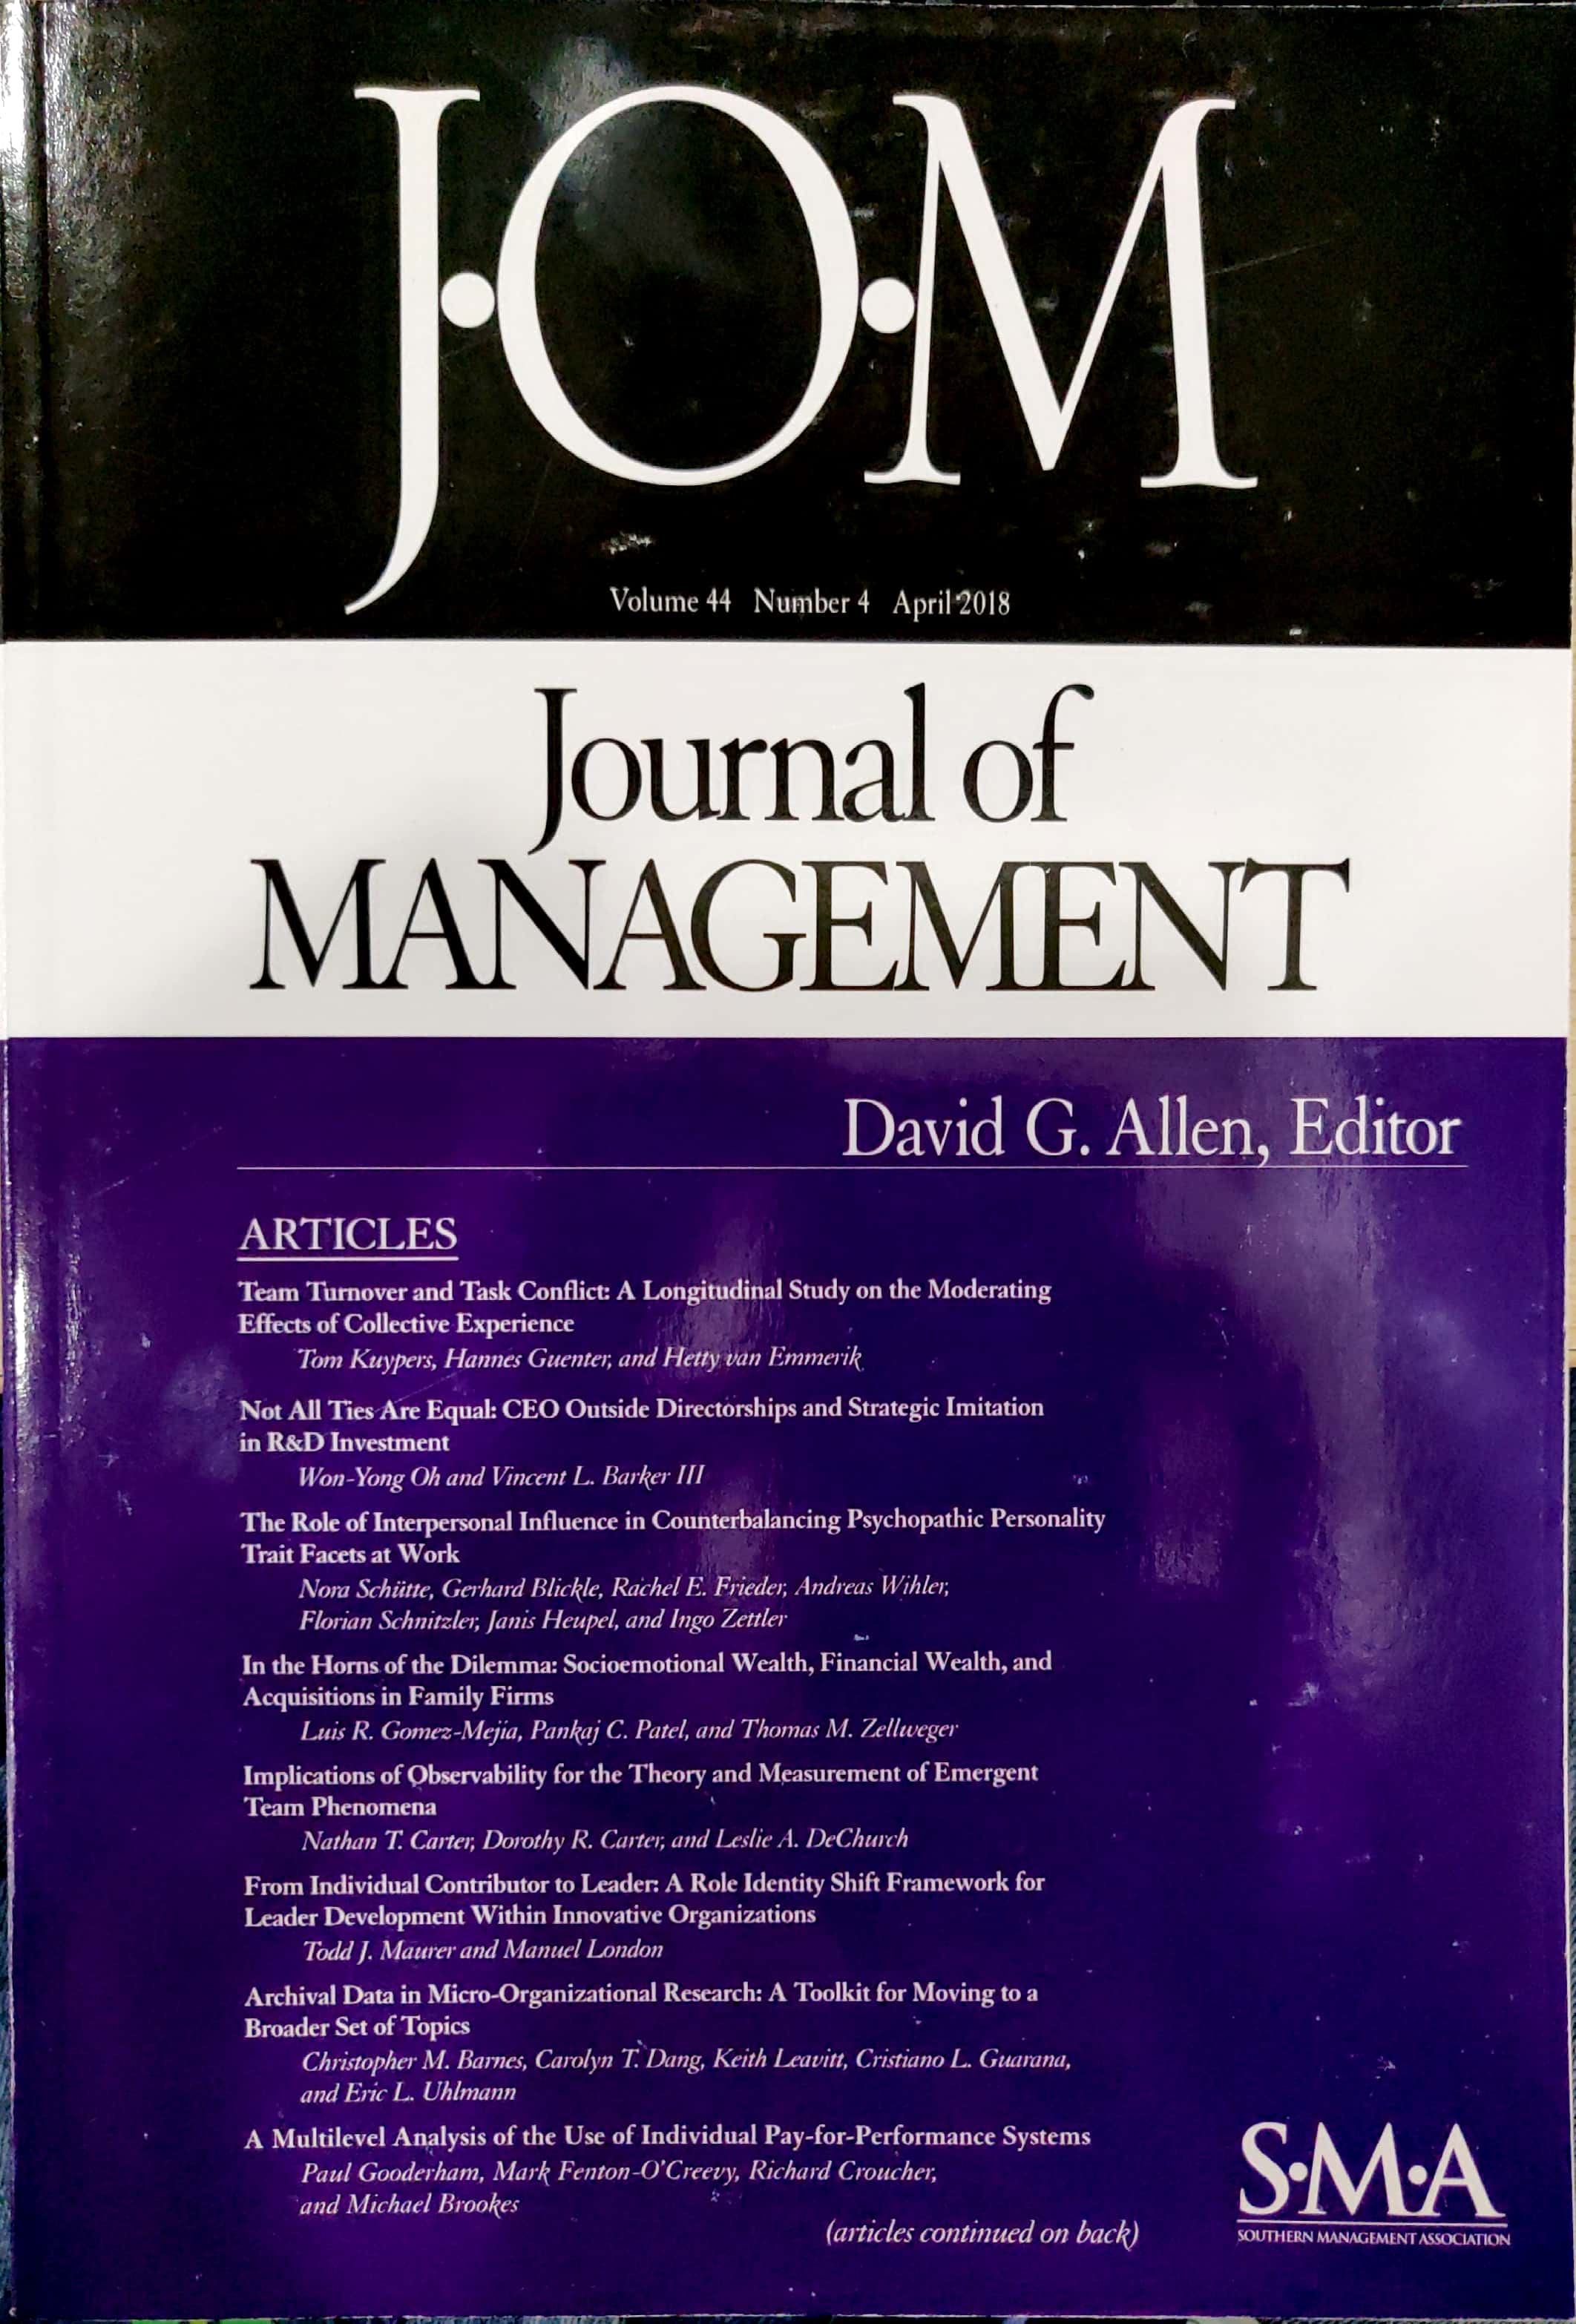 J·O·M
Volume 44 Number 4 April 2018
Journal of
MANAGEMENT
David G. Allen, Editor
ARTICLES
Team Turnover and Task Conflict: A Longitudinal Study on the Moderating
Effects of Collective Experience
Tom Kuypers, Hannes Guenter, and Hetty van Emmerik
Not All Ties Are Equal: CEO Outside Directorships and Strategic Imitation
in R&D Investment
Won-Yong Oh and Vincent L. Barker III
The Role of Interpersonal Influence in Counterbalancing Psychopathic Personality
Trait Facets at Work
Nora Schütte, Gerhard Blickle, Rachel E. Frieder, Andreas Wihler,
Florian Schnitzler, Janis Heupel, and Ingo Zettler
In the Horns of the Dilemma: Socioemotional Wealth, Financial Wealth, and
Acquisitions in Family Firms
Luis R. Gomez-Mejia, Pankaj C. Patel, and Thomas M. Zellweger
Implications of Observability for the Theory and Measurement of Emergent
Team Phenomena
Nathan T. Carter, Dorothy R. Carter, and Leslie A. DeChurch
From Individual Contributor to Leader: A Role Identity Shift Framework for
Leader Development Within Innovative Organizations
Todd J. Maurer and Manuel London
Archival Data in Micro-Organizational Research: A Toolkit for Moving to a
Broader Set of Topics
Christopher M. Barnes, Carolyn T. Dang, Keith Leavitt, Cristiano L. Guarana,
and Eric L. Uhlmann
A Multilevel Analysis of the Use of Individual Pay-for-Performance Systems
Paul Gooderham, Mark Fenton-O'Creevy, Richard Croucher,
and Michael Brookes
(articles continued on back)
S·M·A
SOUTHERN MANAGEMENT ASSOCIATION